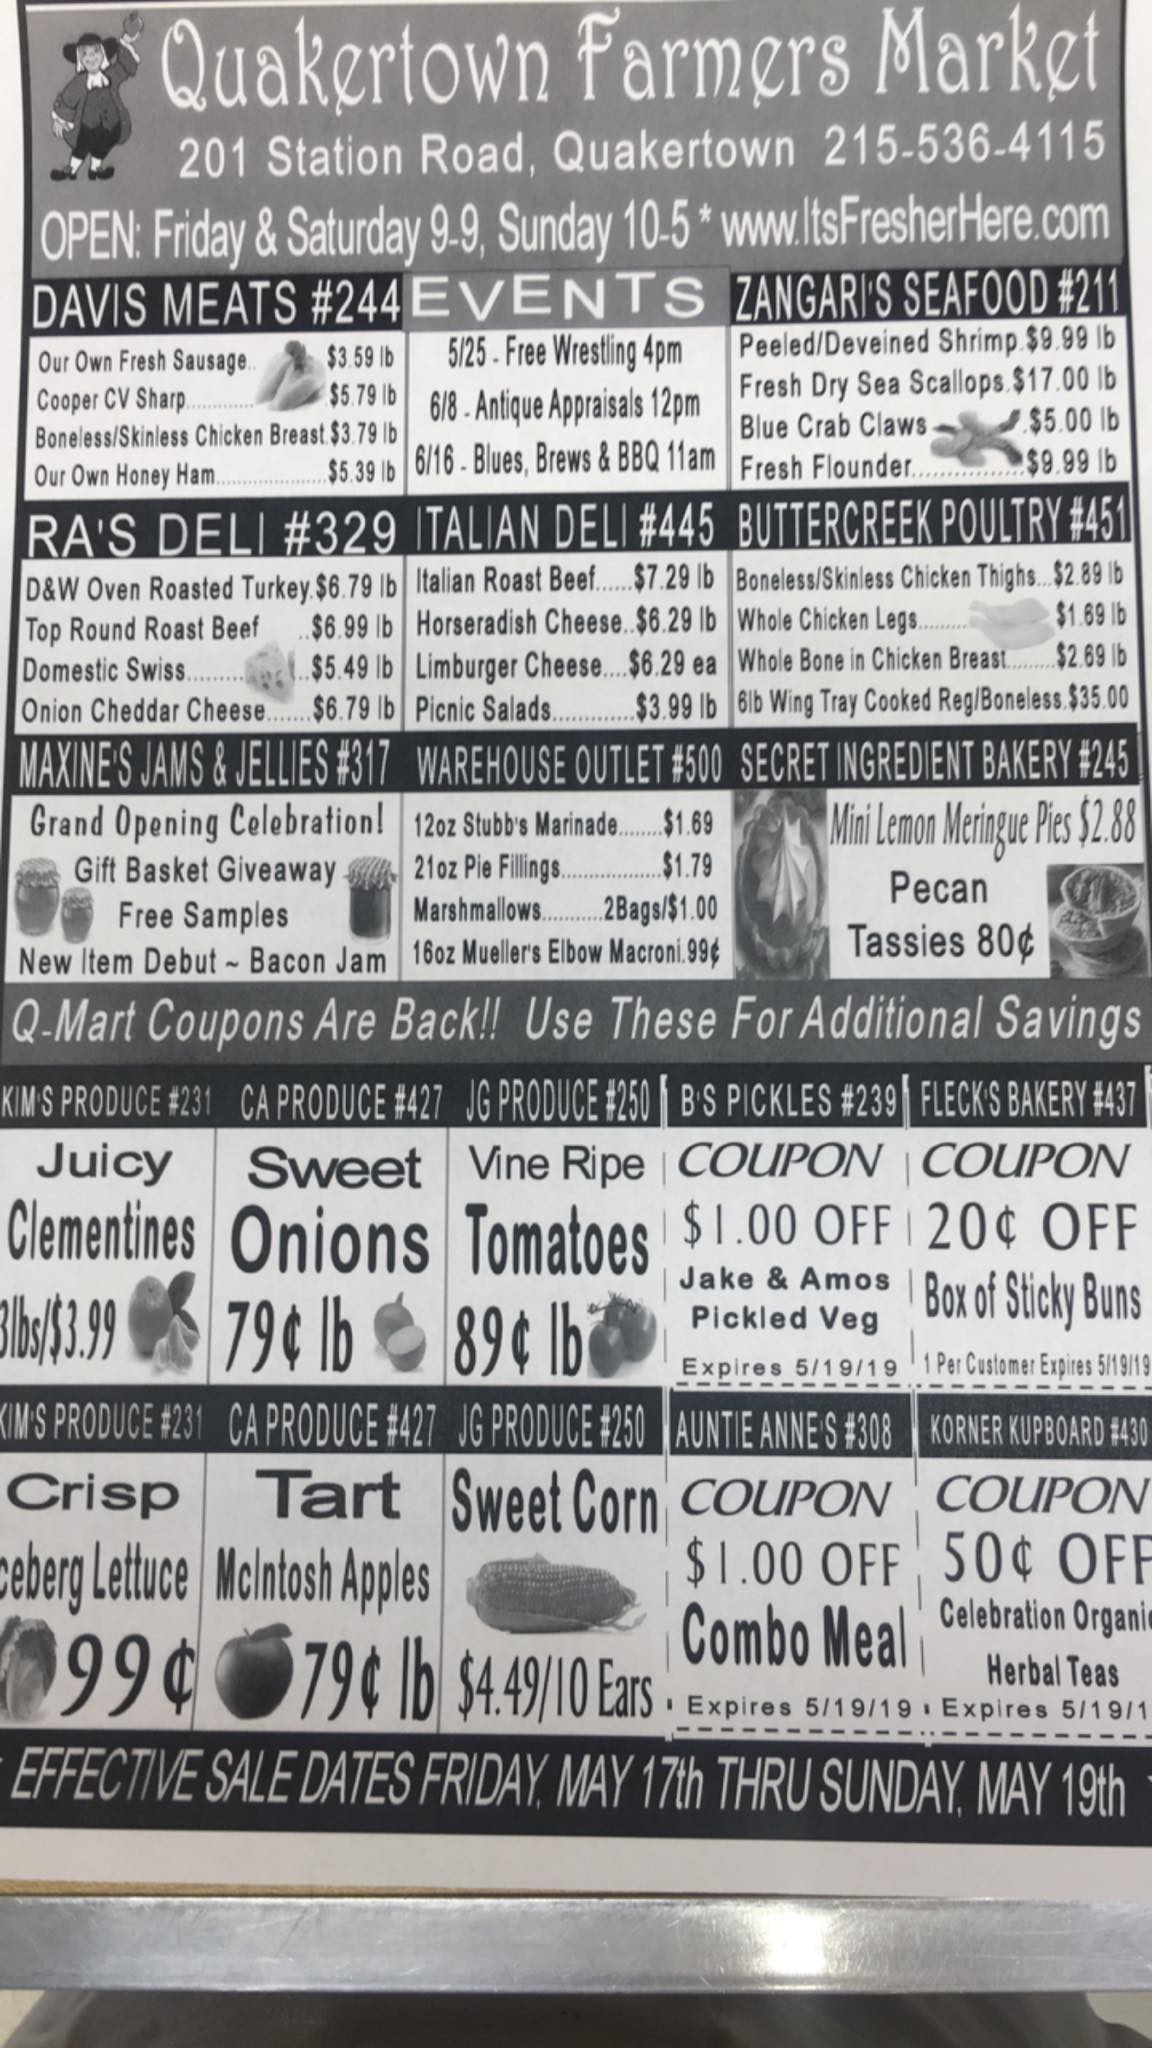 Quakertown Farmers Market
201 Station Road, Quakertown 215-536-4115
OPEN: Friday & Saturday 9-9, Sunday 10-5 * www.ItsFresherHere.com
DAVIS MEATS #244
Our Own Fresh Sausage.. $3.59 lb
Cooper CV Sharp............. $5.79 lb
Boneless/Skinless Chicken Breast.$3.79 lb
Our Own Honey Ham.....................$5.39 lb
EVENTS
5/25 - Free Wrestling 4pm
6/8 - Antique Appraisals 12pm
6/16 - Blues, Brews & BBQ 11am
ZANGARI'S SEAFOOD #211
Peeled/Deveined Shrimp.$9.99 lb
Fresh Dry Sea Scallops.$17.00 lb
Blue Crab Claws .$5.00 lb
Fresh Flounder...............$9.99 lb
RA'S DELI #329
D&W Oven Roasted Turkey.$6.79 lb
Top Round Roast Beef ..$6.99 lb
Domestic Swiss......... ..$5.49 lb
Onion Cheddar Cheese.......$6.79 lb
ITALIAN DELI #445
Italian Roast Beef......$7.29 lb
Horseradish Cheese..$6.29 lb
Limburger Cheese....$6.29 ea
Picnic Salads.............$3.99 lb
BUTTERCREEK POULTRY #451
Boneless/Skinless Chicken Thighs...$2.89 lb
Whole Chicken Legs......... $1.69 lb
Whole Bone in Chicken Breast.........$2.69 lb
6lb Wing Tray Cooked Reg/Boneless.$35.00
MAXINE'S JAMS & JELLIES #317
Grand Opening Celebration!
Gift Basket Giveaway
Free Samples
New Item Debut ~ Bacon Jam
WAREHOUSE OUTLET #500
12oz Stubb's Marinade........$1.69
21oz Pie Fillings..................$1.79
Marshmallows..........2Bags/$1.00
16oz Mueller's Elbow Macroni.99¢
SECRET INGREDIENT BAKERY #245
Mini Lemon Meringue Pies $2.88
Pecan
Tassies 80¢
Q-Mart Coupons Are Back!! Use These For Additional Savings
KIM'S PRODUCE #231
Juicy
Clementines
3lbs/$3.99
CA PRODUCE #427
Sweet
Onions
79¢ lb
JG PRODUCE #250
Vine Ripe
Tomatoes
89¢ lb
B'S PICKLES #239
COUPON
$1.00 OFF
Jake & Amos
Pickled Veg
Expires 5/19/19
FLECK'S BAKERY #437
COUPON
20¢ OFF
Box of Sticky Buns
1 Per Customer Expires 5/19/19
KIM'S PRODUCE #231
Crisp
ceberg Lettuce
99¢
CA PRODUCE #427
Tart
McIntosh Apples
79¢ lb
JG PRODUCE #250
Sweet Corn
$4.49/10 Ears
AUNTIE ANNE'S #308
COUPON
$1.00 OFF
Combo Meal
Expires 5/19/19
KORNER KUPBOARD #430
COUPON
50¢ OFF
Celebration Organic
Herbal Teas
Expires 5/19/1
EFFECTIVE SALE DATES FRIDAY, MAY 17th THRU SUNDAY, MAY 19th